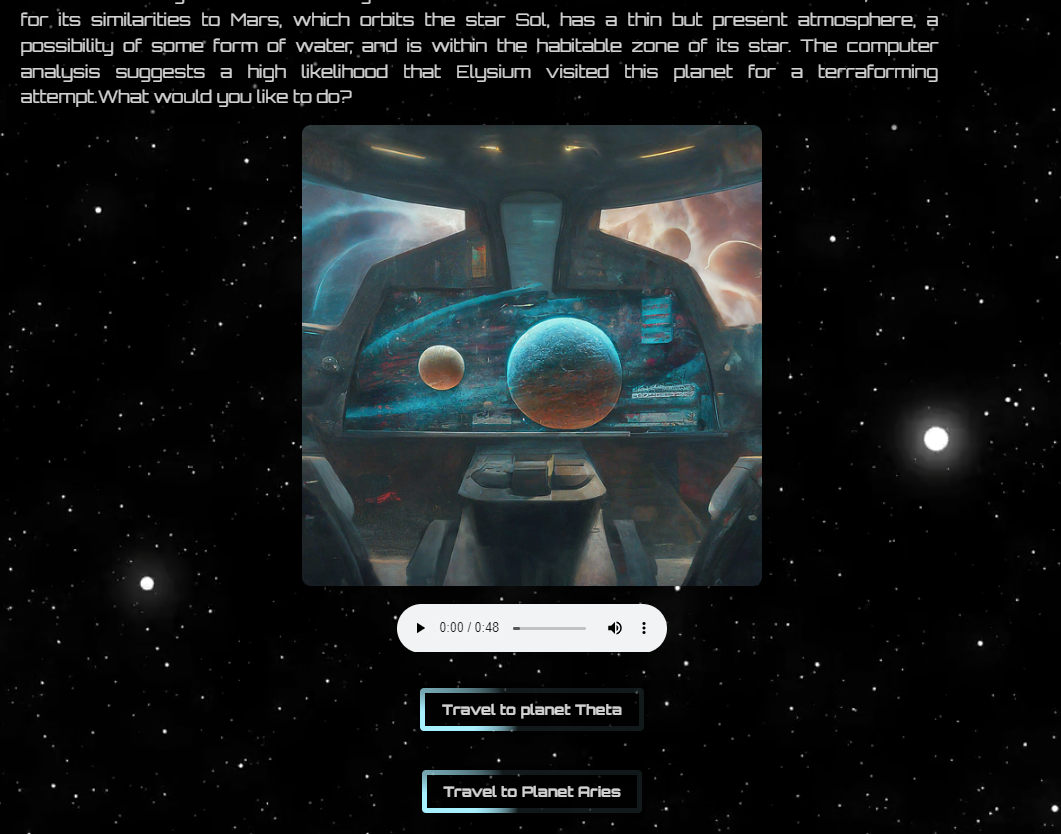 for its similarities to Mars, which orbits the star Sol, has a thin but present atmosphere, a
possibility of some form of water, and is within the habitable zone of its star. The computer
analysis suggests a high likelihood that Elysium visited this planet for a terraforming
attempt.What would you like to do?
0:00 / 0:48
Travel to planet Theta
Travel to Planet Aries